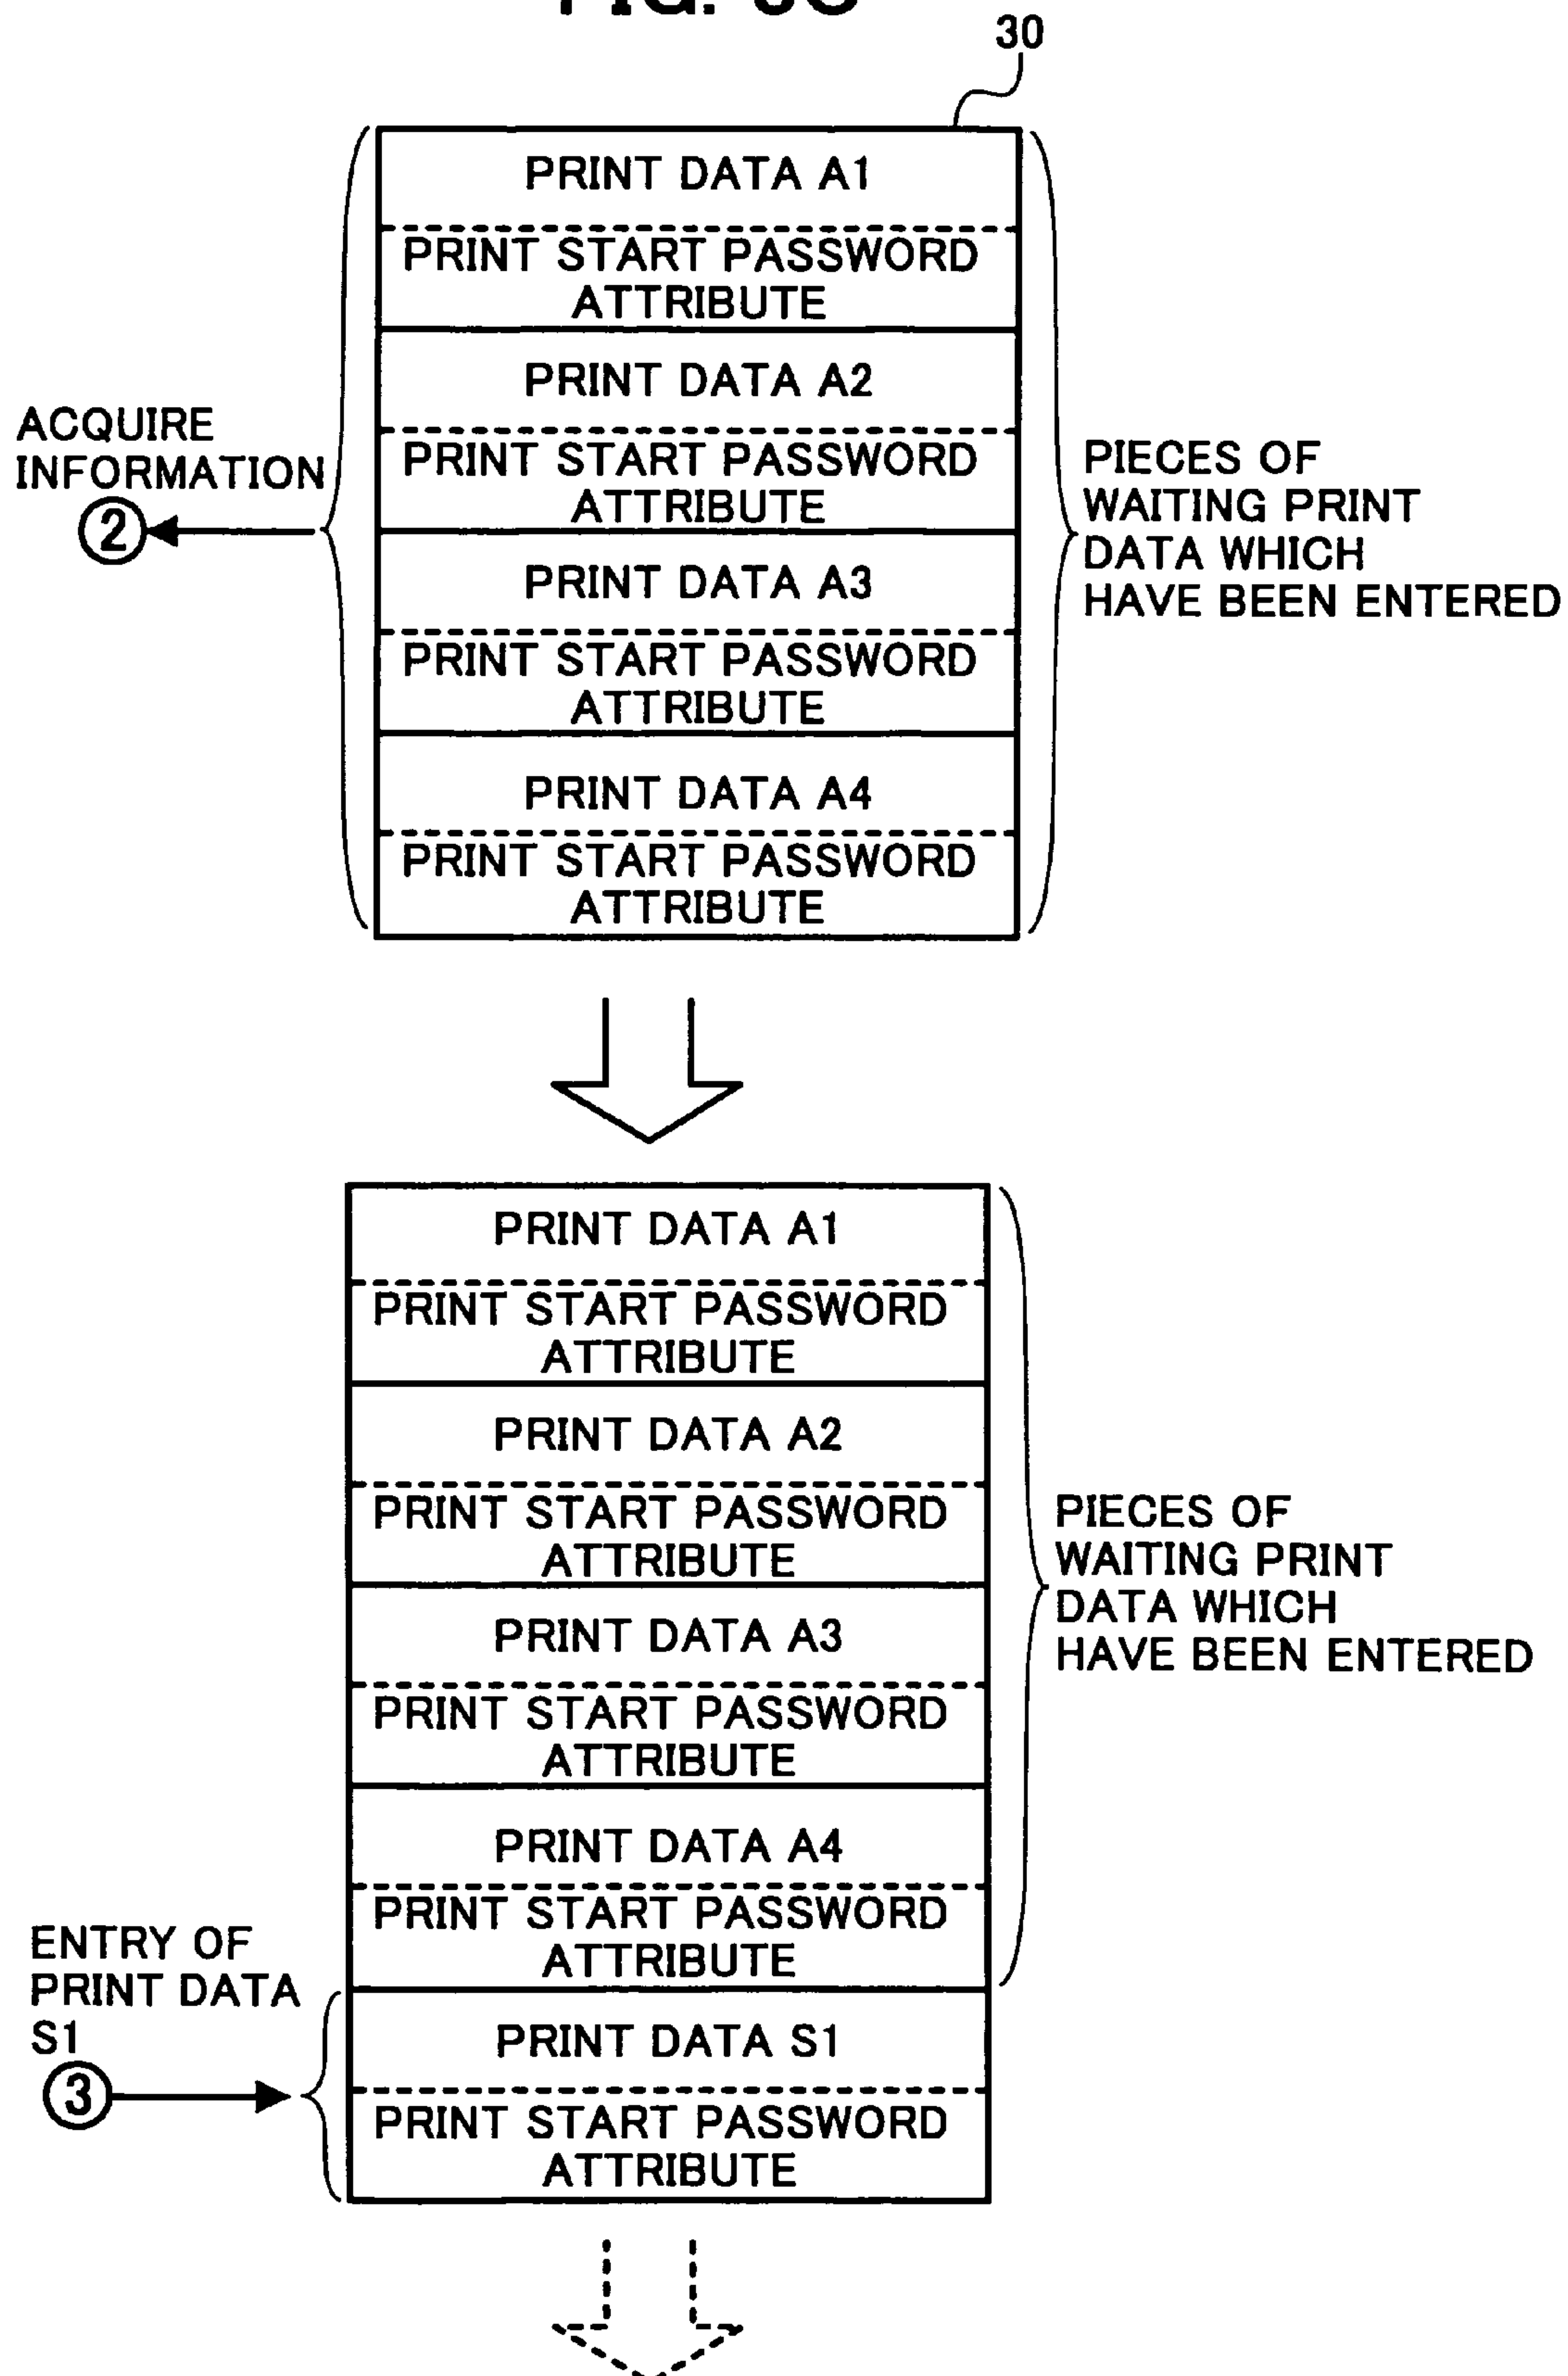 30
PRINT DATA A1
PRINT START PASSWORD
ATTRIBUTE
PRINT DATA A2
PRINT START PASSWORD
ATTRIBUTE
PRINT DATA A3
PRINT START PASSWORD
ATTRIBUTE
PRINT DATA A4
PRINT START PASSWORD
ATTRIBUTE
ACQUIRE
INFORMATION
2
PIECES OF
WAITING PRINT
DATA WHICH
HAVE BEEN ENTERED
PRINT DATA A1
PRINT START PASSWORD
ATTRIBUTE
PRINT DATA A2
PRINT START PASSWORD
ATTRIBUTE
PRINT DATA A3
PRINT START PASSWORD
ATTRIBUTE
PRINT DATA A4
PRINT START PASSWORD
ATTRIBUTE
PIECES OF
WAITING PRINT
DATA WHICH
HAVE BEEN ENTERED
ENTRY OF
PRINT DATA
S1
3
PRINT DATA S1
PRINT START PASSWORD
ATTRIBUTE